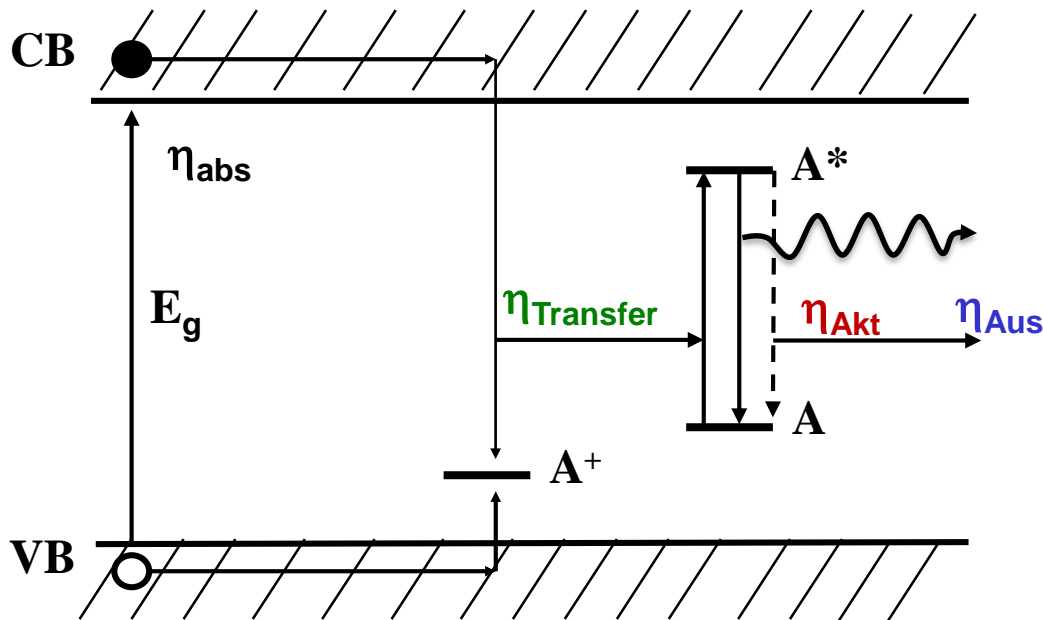 CB
ηabs
A*
Eg
ηTransfer
ηAkt
ηAus
A
A⁺
VB